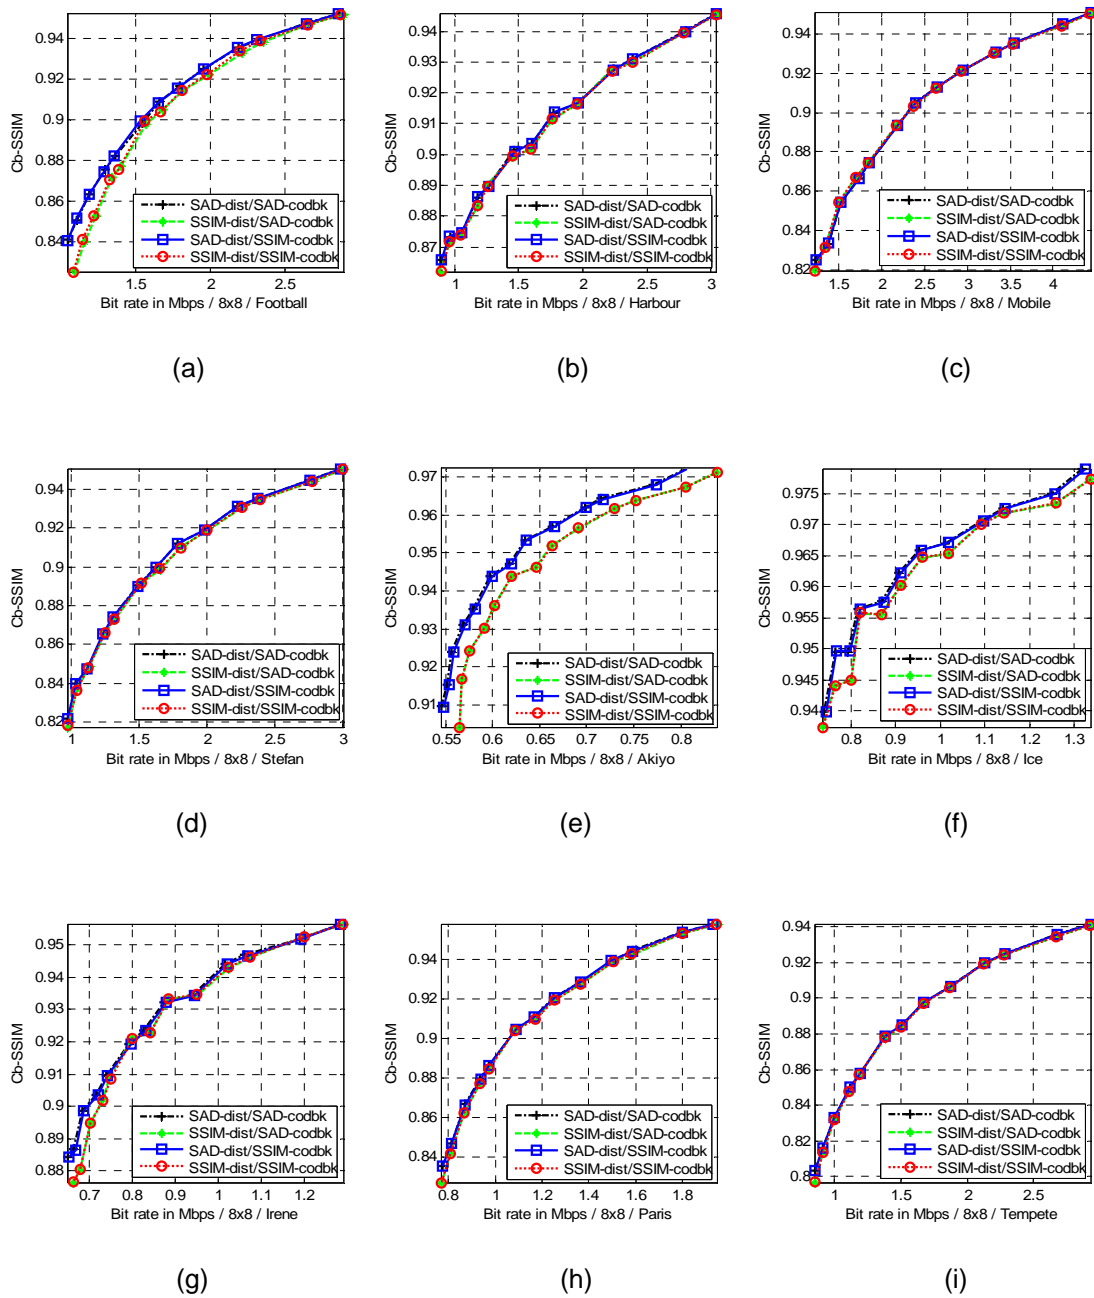 0.94
0.92
0.9
0.88
0.86
0.84
Cb-SSIM
SAD-dist/SAD-codbk
SSIM-dist/SAD-codbk
SAD-dist/SSIM-codbk
SSIM-dist/SSIM-codbk
1.5 2 2.5
Bit rate in Mbps / 8x8 / Football
(a)
0.94
0.93
0.92
0.91
0.9
0.89
0.88
0.87
Cb-SSIM
SAD-dist/SAD-codbk
SSIM-dist/SAD-codbk
SAD-dist/SSIM-codbk
SSIM-dist/SSIM-codbk
1 1.5 2 2.5 3
Bit rate in Mbps / 8x8 / Harbour
(b)
0.94
0.92
0.9
0.88
0.86
0.84
0.82
Cb-SSIM
SAD-dist/SAD-codbk
SSIM-dist/SAD-codbk
SAD-dist/SSIM-codbk
SSIM-dist/SSIM-codbk
1.5 2 2.5 3 3.5 4
Bit rate in Mbps / 8x8 / Mobile
(c)
0.94
0.92
0.9
0.88
0.86
0.84
0.82
Cb-SSIM
SAD-dist/SAD-codbk
SSIM-dist/SAD-codbk
SAD-dist/SSIM-codbk
SSIM-dist/SSIM-codbk
1 1.5 2 2.5 3
Bit rate in Mbps / 8x8 / Stefan
(d)
0.97
0.96
0.95
0.94
0.93
0.92
0.91
Cb-SSIM
SAD-dist/SAD-codbk
SSIM-dist/SAD-codbk
SAD-dist/SSIM-codbk
SSIM-dist/SSIM-codbk
0.55 0.6 0.65 0.7 0.75 0.8
Bit rate in Mbps / 8x8 / Akiyo
(e)
0.975
0.97
0.965
0.96
0.955
0.95
0.945
0.94
Cb-SSIM
SAD-dist/SAD-codbk
SSIM-dist/SAD-codbk
SAD-dist/SSIM-codbk
SSIM-dist/SSIM-codbk
0.8 0.9 1 1.1 1.2 1.3
Bit rate in Mbps / 8x8 / Ice
(f)
0.95
0.94
0.93
0.92
0.91
0.9
0.89
0.88
Cb-SSIM
SAD-dist/SAD-codbk
SSIM-dist/SAD-codbk
SAD-dist/SSIM-codbk
SSIM-dist/SSIM-codbk
0.7 0.8 0.9 1 1.1 1.2
Bit rate in Mbps / 8x8 / Irene
(g)
0.94
0.92
0.9
0.88
0.86
0.84
Cb-SSIM
SAD-dist/SAD-codbk
SSIM-dist/SAD-codbk
SAD-dist/SSIM-codbk
SSIM-dist/SSIM-codbk
0.8 1 1.2 1.4 1.6 1.8
Bit rate in Mbps / 8x8 / Paris
(h)
0.94
0.92
0.9
0.88
0.86
0.84
0.82
0.8
Cb-SSIM
SAD-dist/SAD-codbk
SSIM-dist/SAD-codbk
SAD-dist/SSIM-codbk
SSIM-dist/SSIM-codbk
1 1.5 2 2.5
Bit rate in Mbps / 8x8 / Tempete
(i)